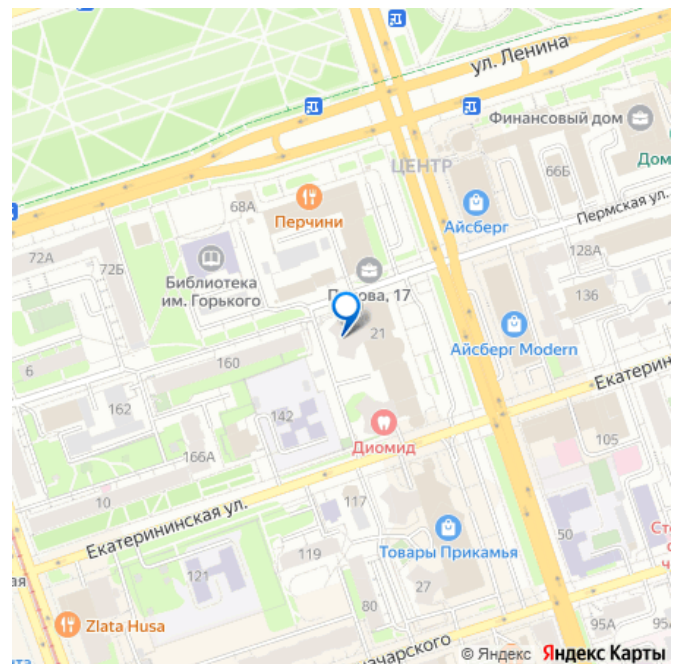 ул. Ленина
Финансовый дом
ЦЕНТР
66Б
Дом
68А
Перчини
Айсберг
Пермская ул.
72А
72Б
Библиотека
им. Горького
128А
136
17
21
Айсберг Modern
6
160
Екатерин
162
142
166А
Диомид
105
10
117
Екатерининская ул.
50
119
Товары Прикамья
121
27
ая
80
Zlata Husa
95А
начарского
© Яндекс
Яндекс Карты